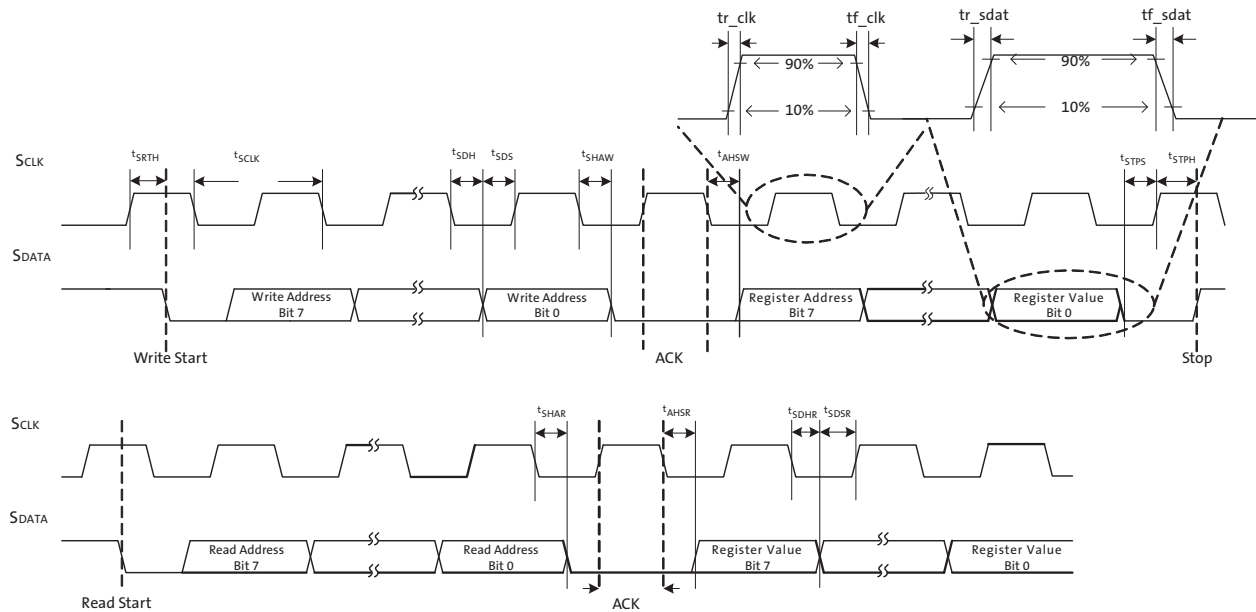 tr_clk tf_clk tr_sdat tf_sdat
90% 90%
10% 10%
SCLK tSRTH tSCLK tSDH tSDS tSHAW tAHSW tSTPS tSTPH
SDATA
Write Address
Bit 7
Write Address
Bit 0
Register Address
Bit 7
Register Value
Bit 0
Write Start ACK Stop
SCLK tSHAR tAHSR tSDHR tSDSR
SDATA
Read Address
Bit 7
Read Address
Bit 0
Register Value
Bit 7
Register Value
Bit 0
Read Start ACK